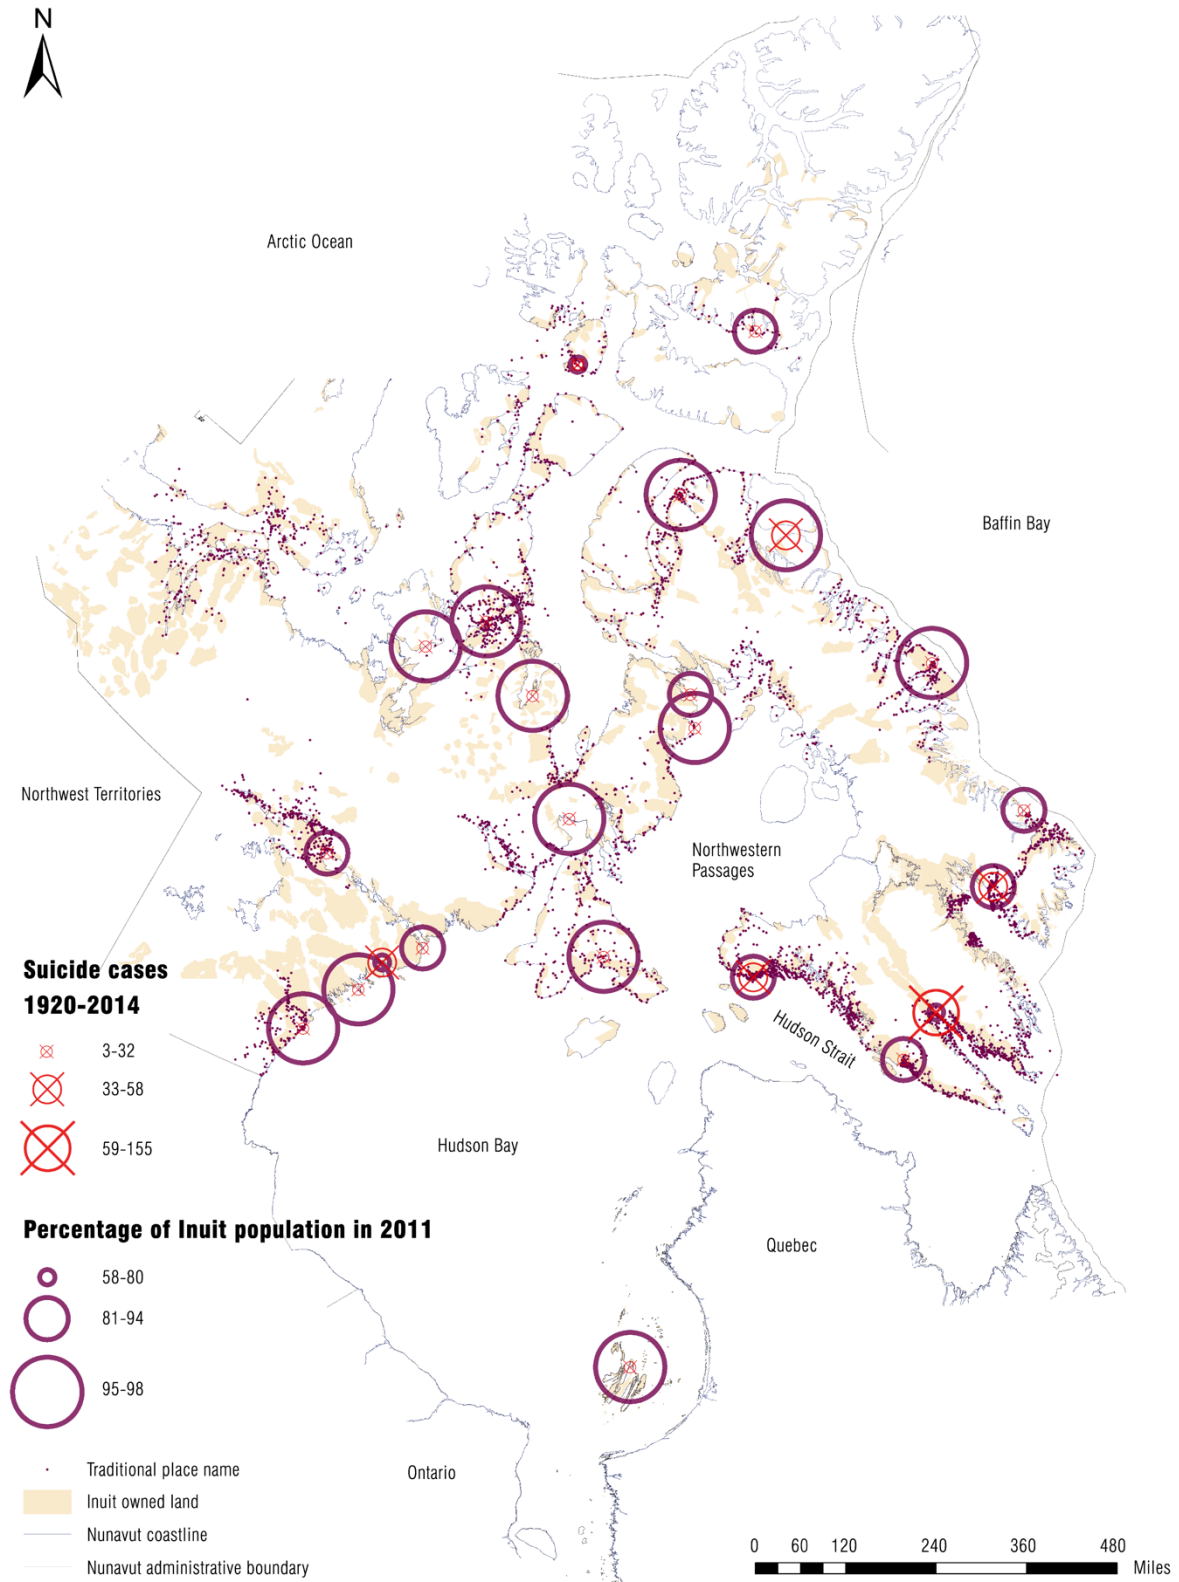 N
Arctic Ocean
Baffin Bay
Northwest Territories
Northwestern
Passages
Hudson Strait
Hudson Bay
Quebec
Ontario
Suicide cases
1920-2014
3-32
33-58
59-155
Percentage of Inuit population in 2011
58-80
81-94
95-98
Traditional place name
Inuit owned land
Nunavut coastline
Nunavut administrative boundary
0 60 120 240 360 480
Miles